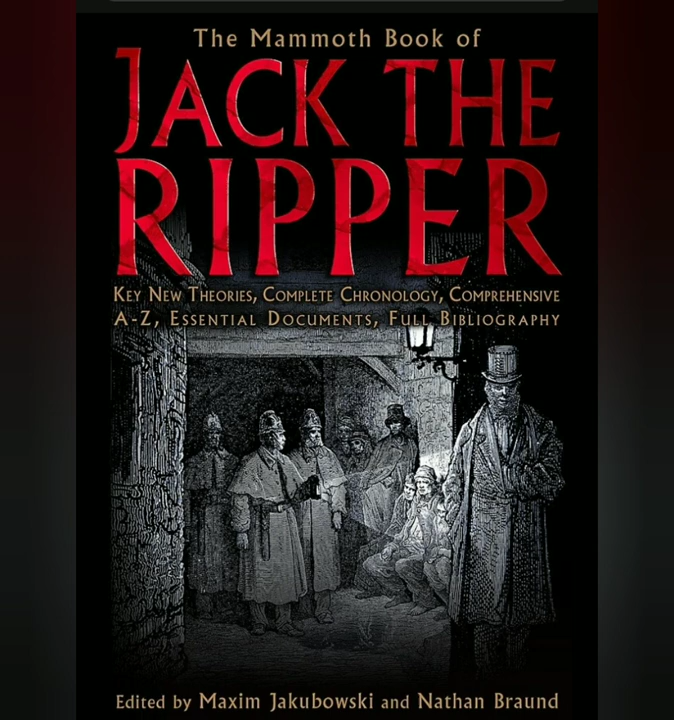 The Mammoth Book of
JACK THE
RIPPER
KEY NEW THEORIES, COMPLETE CHRONOLOGY, COMPREHENSIVE
A-Z, ESSENTIAL DOCUMENTS, FULL BIBLIOGRAPHY
Edited by Maxim Jakubowski and Nathan Braund